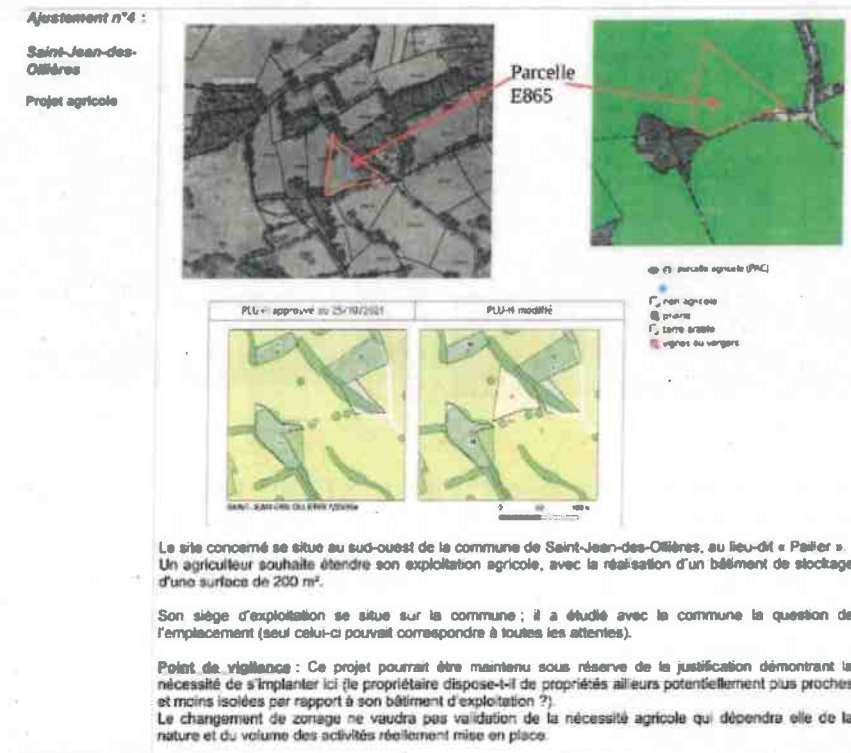 Ajustement n°4 :
Saint-Jean-des-
Ollières
Projet agricole
Parcelle
E865
parcelle agricole (PAC)
non agricole
prairie
terre arable
vignes ou vergers
PLU-H approuvé au 25/10/2021
PLU-H modifié
100 m
Le site concerné se situe au sud-ouest de la commune de Saint-Jean-des-Ollières, au lieu-dit « Pailler ».
Un agriculteur souhaite étendre son exploitation agricole, avec la réalisation d'un bâtiment de stockage
d'une surface de 200 m².
Son siège d'exploitation se situe sur la commune ; il a étudié avec la commune la question de
l'emplacement (seul celui-ci pouvait correspondre à toutes les attentes).
Point de vigilance : Ce projet pourrait être maintenu sous réserve de la justification démontrant la
nécessité de s'implanter ici (le propriétaire dispose-t-il de propriétés ailleurs potentiellement plus proches
et moins isolées par rapport à son bâtiment d'exploitation ?).
Le changement de zonage ne vaudra pas validation de la nécessité agricole qui dépendra elle de la
nature et du volume des activités réellement mise en place.